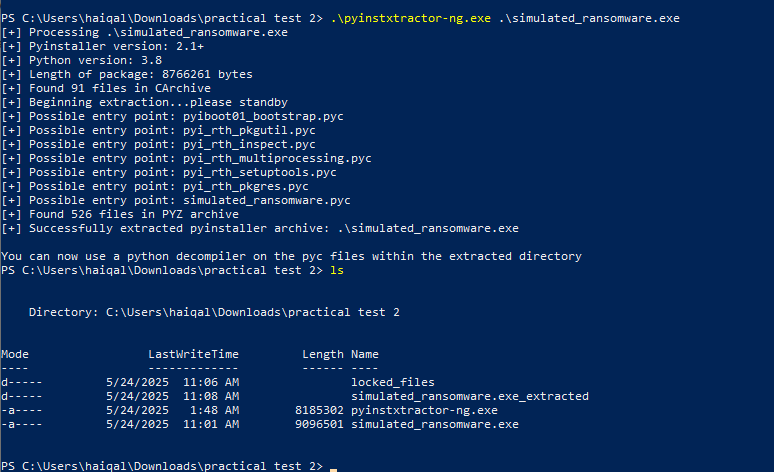 PS C:\Users\haiqal\Downloads\practical test 2> .\pyinstxtractor-ng.exe .\simulated_ransomware.exe
[+] Processing .\simulated_ransomware.exe
[+] Pyinstaller version: 2.1+
[+] Python version: 3.8
[+] Length of package: 8766261 bytes
[+] Found 91 files in CArchive
[+] Beginning extraction...please standby
[+] Possible entry point: pyiboot01_bootstrap.pyc
[+] Possible entry point: pyi_rth_pkgutil.pyc
[+] Possible entry point: pyi_rth_inspect.pyc
[+] Possible entry point: pyi_rth_multiprocessing.pyc
[+] Possible entry point: pyi_rth_setuptools.pyc
[+] Possible entry point: pyi_rth_pkgres.pyc
[+] Possible entry point: simulated_ransomware.pyc
[+] Found 526 files in PYZ archive
[+] Successfully extracted pyinstaller archive: .\simulated_ransomware.exe
You can now use a python decompiler on the pyc files within the extracted directory
PS C:\Users\haiqal\Downloads\practical test 2> ls
Directory: C:\Users\haiqal\Downloads\practical test 2
Mode LastWriteTime Length Name
---- ------------- ------ ----
d----- 5/24/2025 11:06 AM locked_files
d----- 5/24/2025 11:08 AM simulated_ransomware.exe_extracted
-a---- 5/24/2025 1:48 AM 8185302 pyinstxtractor-ng.exe
-a---- 5/24/2025 11:01 AM 9096501 simulated_ransomware.exe
PS C:\Users\haiqal\Downloads\practical test 2> _